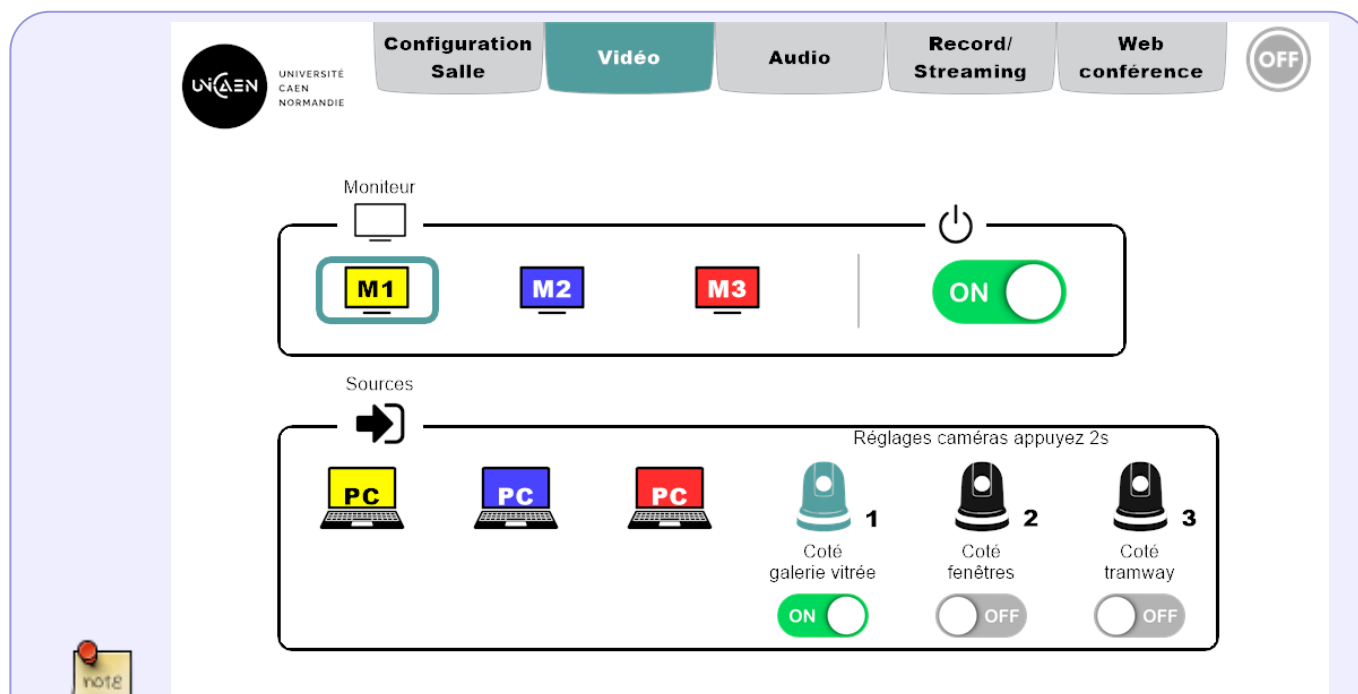 Configuration
Salle
Vidéo
Audio
Record/
Streaming
Web
conférence
OFF
UNICAEN
UNIVERSITÉ
CAEN
NORMANDIE
Moniteur
M1
M2
M3
ON
Sources
Réglages caméras appuyez 2s
PC
PC
PC
1
2
3
Coté
galerie vitrée
Coté
fenêtres
Coté
tramway
ON
OFF
OFF
note